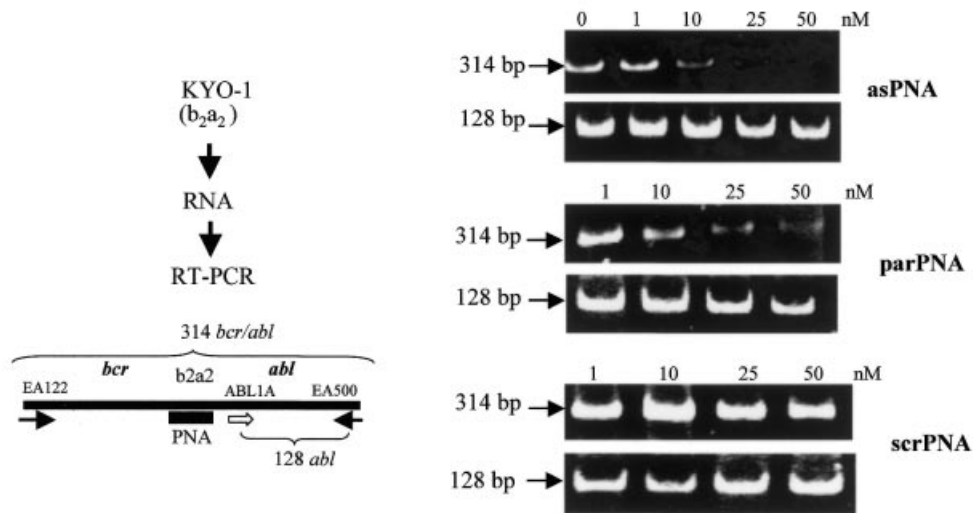 KYO-1
(b2a2)
RNA
RT-PCR
314 bcr/abl
bcr b2a2 abl
EA122 ABL1A EA500
PNA
128 abl
0 1 10 25 50 nM
314 bp
asPNA
128 bp
1 10 25 50 nM
314 bp
parPNA
128 bp
1 10 25 50 nM
314 bp
scrPNA
128 bp